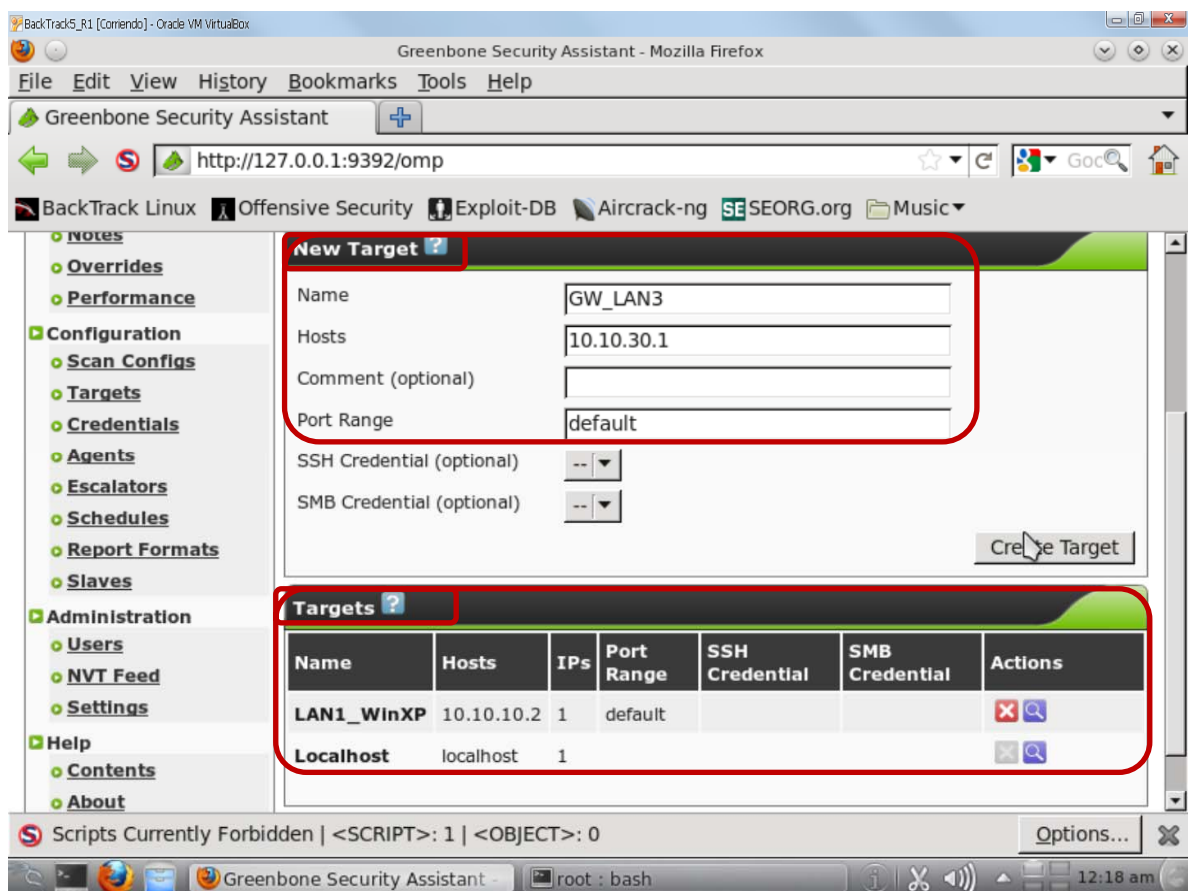 BackTrack5_R1 [Corriendo] - Oracle VM VirtualBox
Greenbone Security Assistant - Mozilla Firefox
File Edit View History Bookmarks Tools Help
Greenbone Security Assistant
http://127.0.0.1:9392/omp
Goc
BackTrack Linux Offensive Security Exploit-DB Aircrack-ng SE SEORG.org Music
Notes
Overrides
Performance
Configuration
Scan Configs
Targets
Credentials
Agents
Escalators
Schedules
Report Formats
Slaves
Administration
Users
NVT Feed
Settings
Help
Contents
About
New Target ?
Name GW_LAN3
Hosts 10.10.30.1
Comment (optional)
Port Range default
SSH Credential (optional) --
SMB Credential (optional) --
Create Target
Targets ?
Name Hosts IPs Port Range SSH Credential SMB Credential Actions
LAN1_WinXP 10.10.10.2 1 default
Localhost localhost 1
Scripts Currently Forbidden | <SCRIPT>: 1 | <OBJECT>: 0 Options...
Greenbone Security Assistant - root : bash 12:18 am